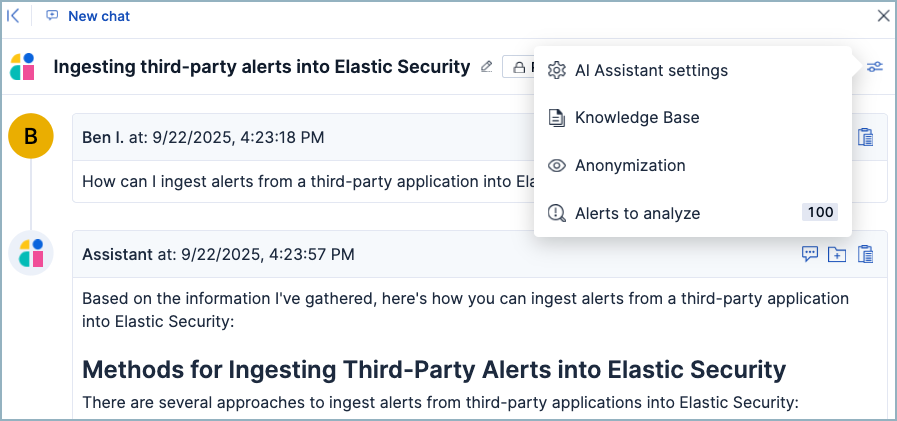 New chat
Ingesting third-party alerts into Elastic Security
AI Assistant settings
Knowledge Base
Anonymization
Alerts to analyze 100
B
Ben I. at: 9/22/2025, 4:23:18 PM
How can I ingest alerts from a third-party application into
Assistant at: 9/22/2025, 4:23:57 PM
Based on the information I've gathered, here's how you can ingest alerts from a third-party application
into Elastic Security:
Methods for Ingesting Third-Party Alerts into Elastic Security
There are several approaches to ingest alerts from third-party applications into Elastic Security: